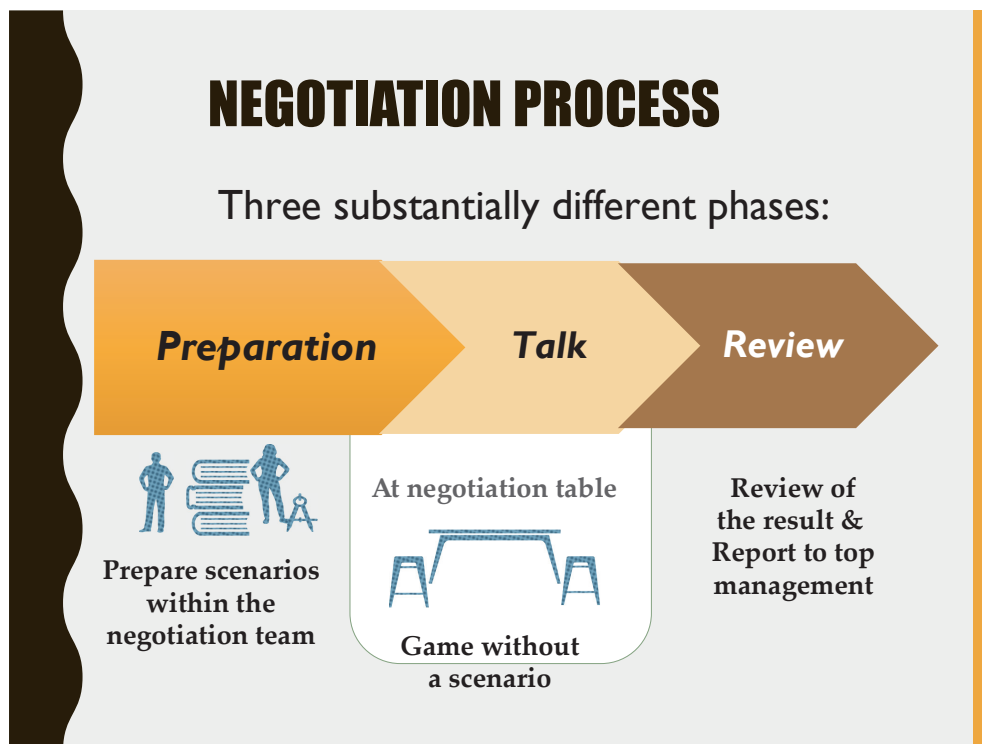 NEGOTIATION PROCESS
Three substantially different phases:
Preparation
Talk
Review
Prepare scenarios
within the
negotiation team
At negotiation table
Game without
a scenario
Review of
the result &
Report to top
management